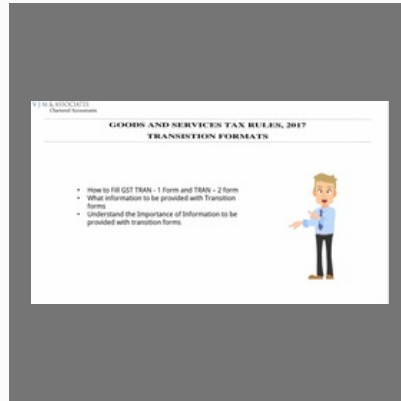 V J M & ASSOCIATES
Chartered Accountants
GOODS AND SERVICES TAX RULES, 2017
TRANSISTION FORMATS
• How to Fill GST TRAN - 1 Form and TRAN – 2 form
• What information to be provided with Transition
forms
• Understand the Importance of Information to be
provided with transition forms